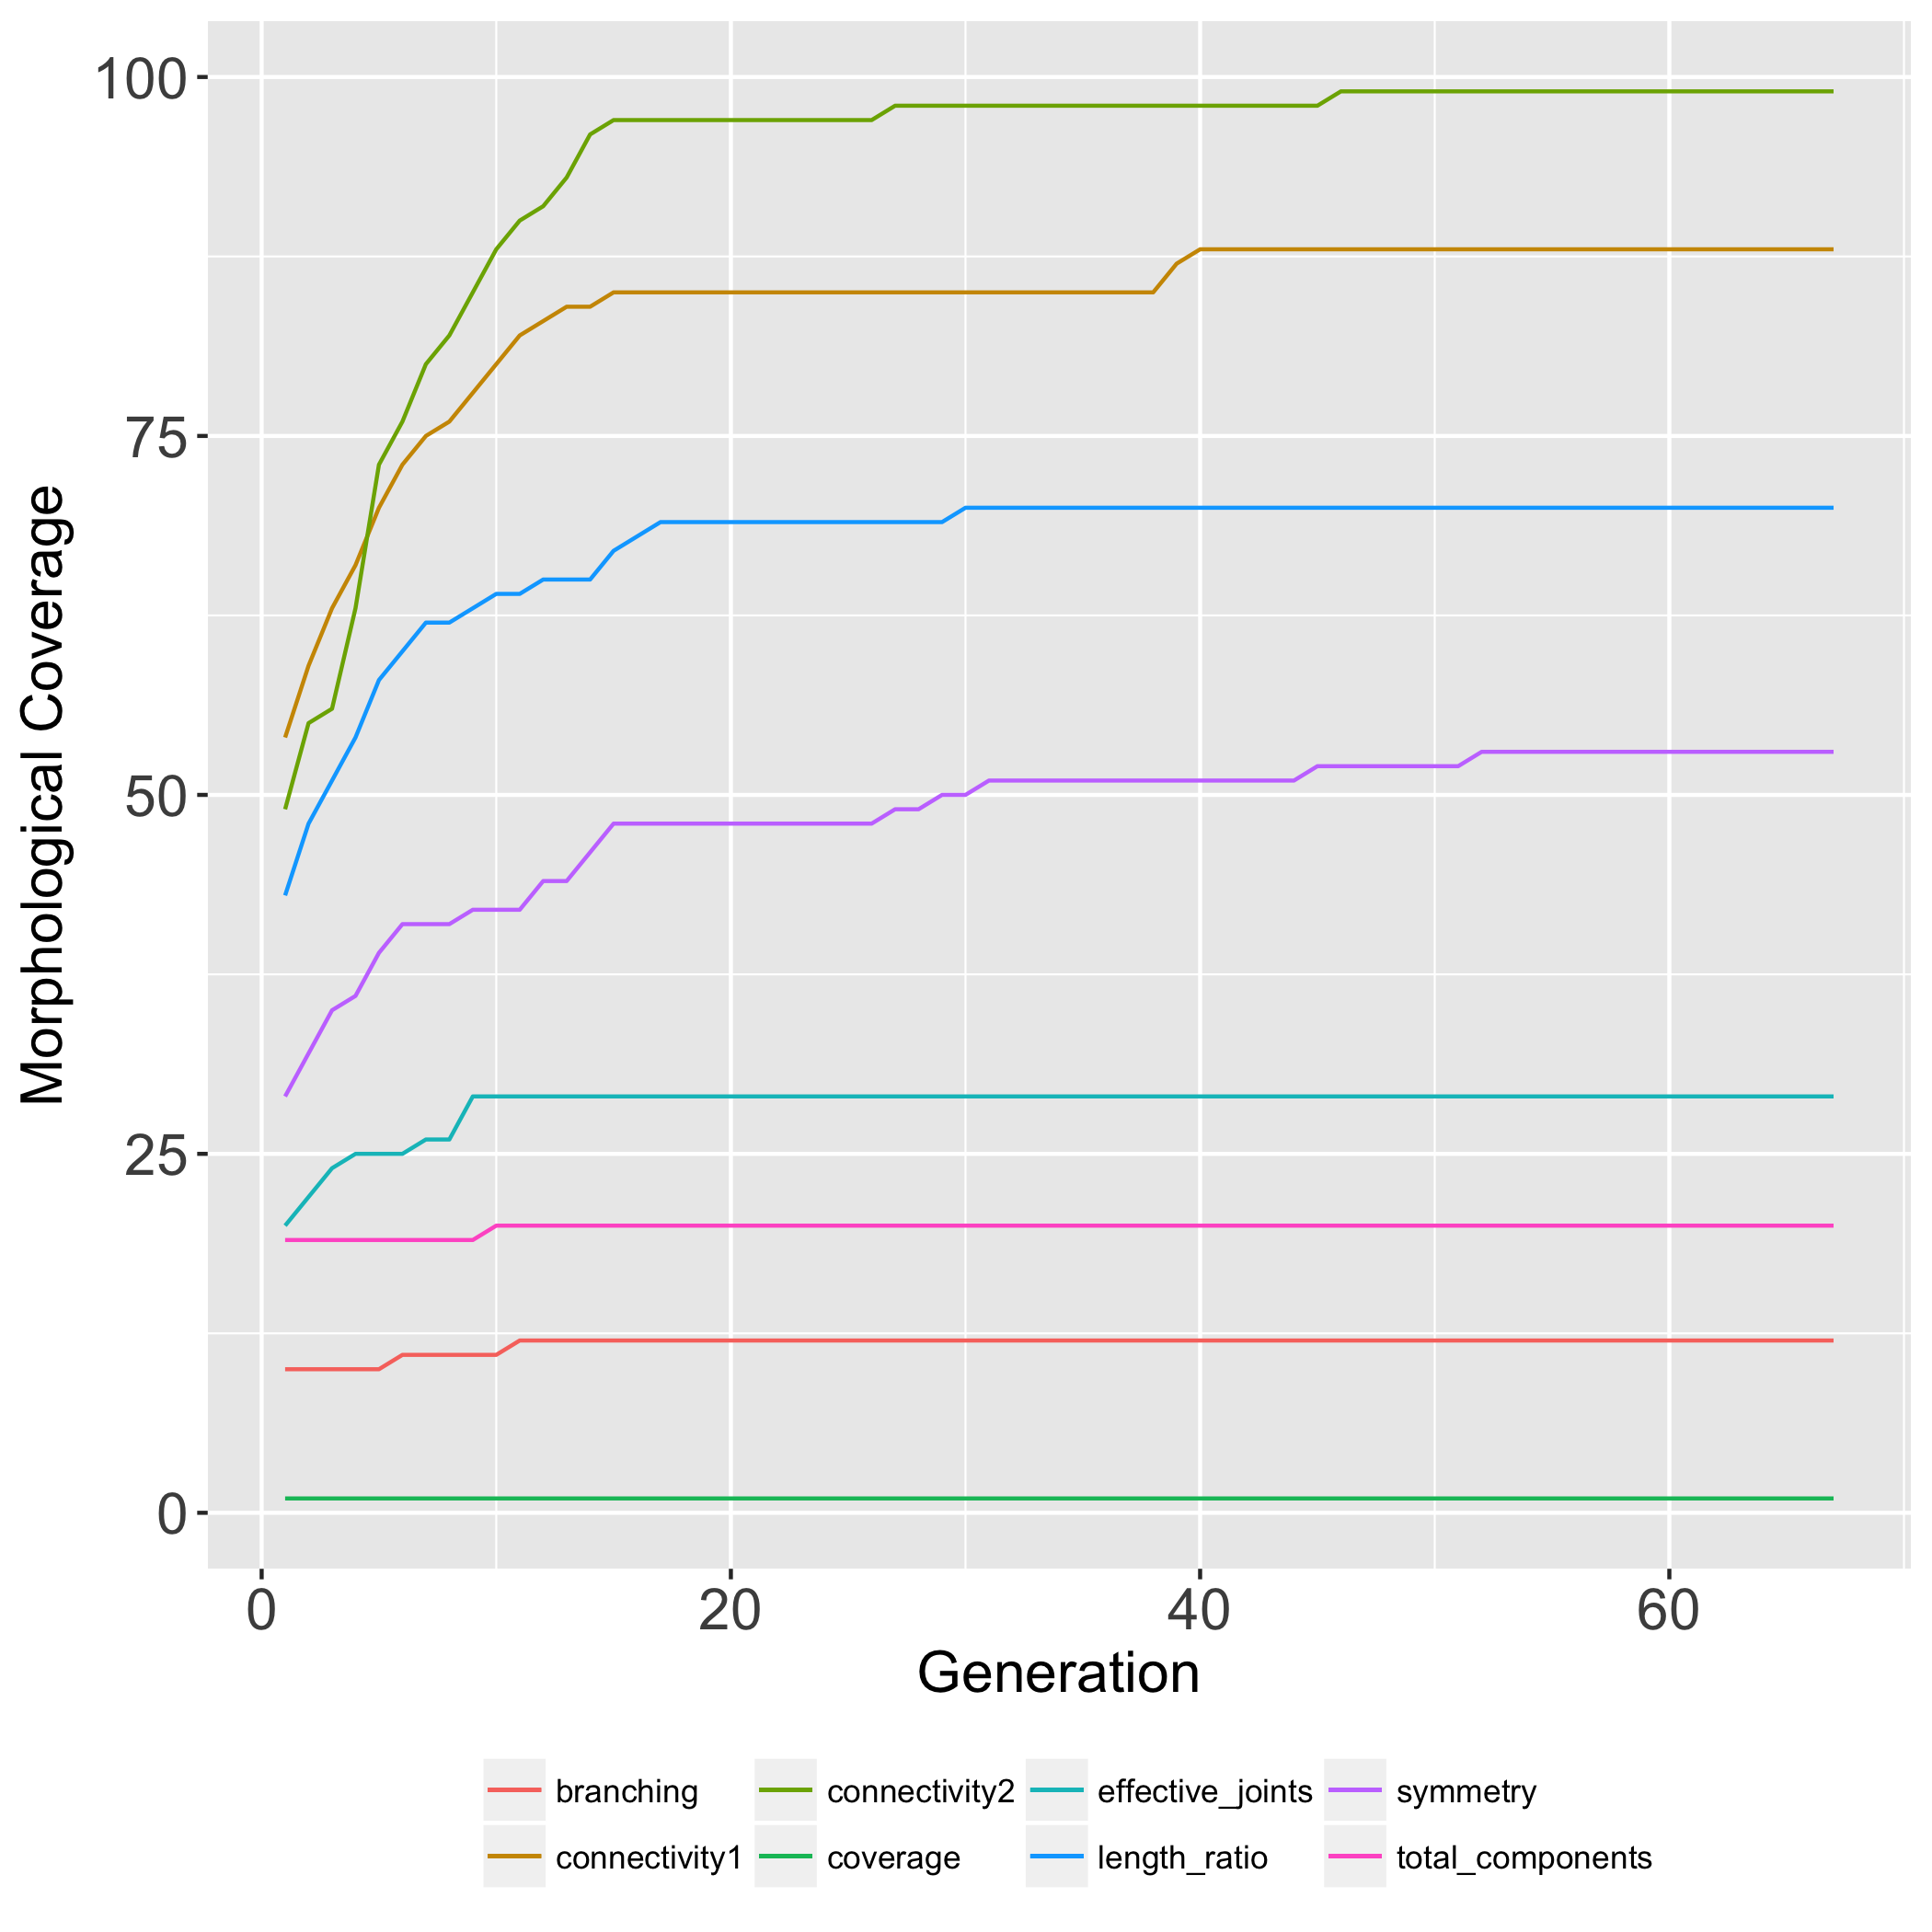 Morphological Coverage
100
75
50
25
0
0 20 40 60
Generation
branching connectivity2 effective_joints symmetry
connectivity1 coverage length_ratio total_components